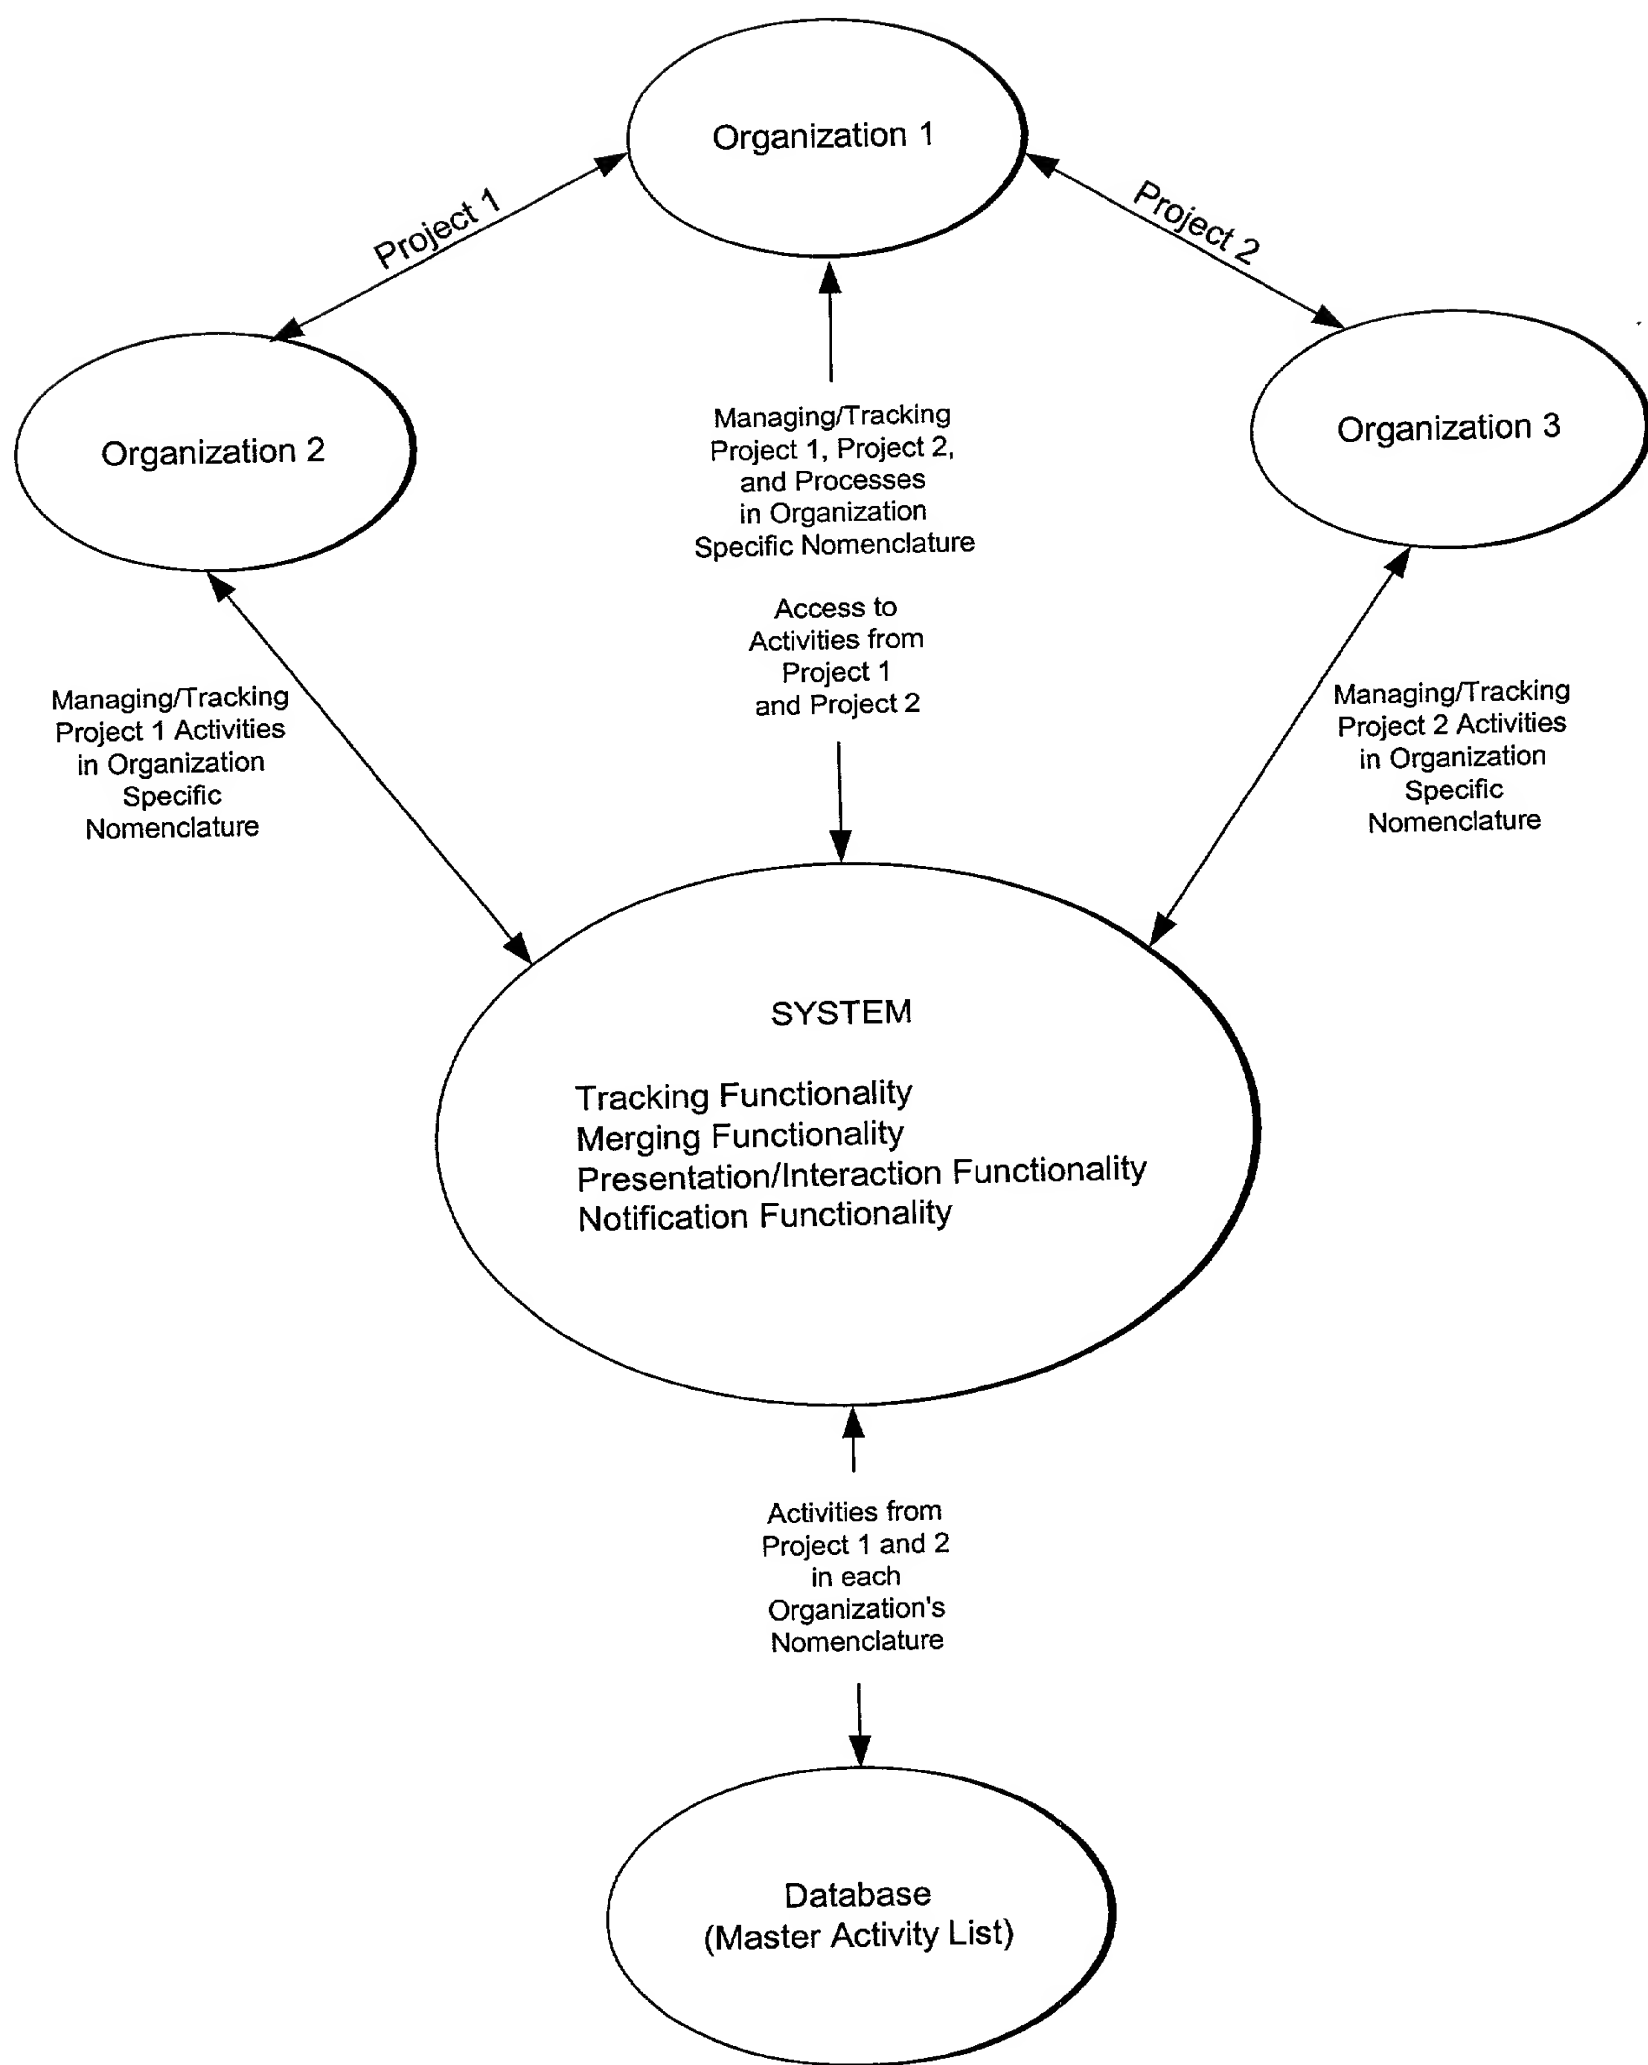 Organization 1
Project 1
Project 2
Organization 2
Organization 3
Managing/Tracking
Project 1, Project 2,
and Processes
in Organization
Specific Nomenclature
Access to
Activities from
Project 1
and Project 2
Managing/Tracking
Project 1 Activities
in Organization
Specific
Nomenclature
Managing/Tracking
Project 2 Activities
in Organization
Specific
Nomenclature
SYSTEM
Tracking Functionality
Merging Functionality
Presentation/Interaction Functionality
Notification Functionality
Activities from
Project 1 and 2
in each
Organization's
Nomenclature
Database
(Master Activity List)